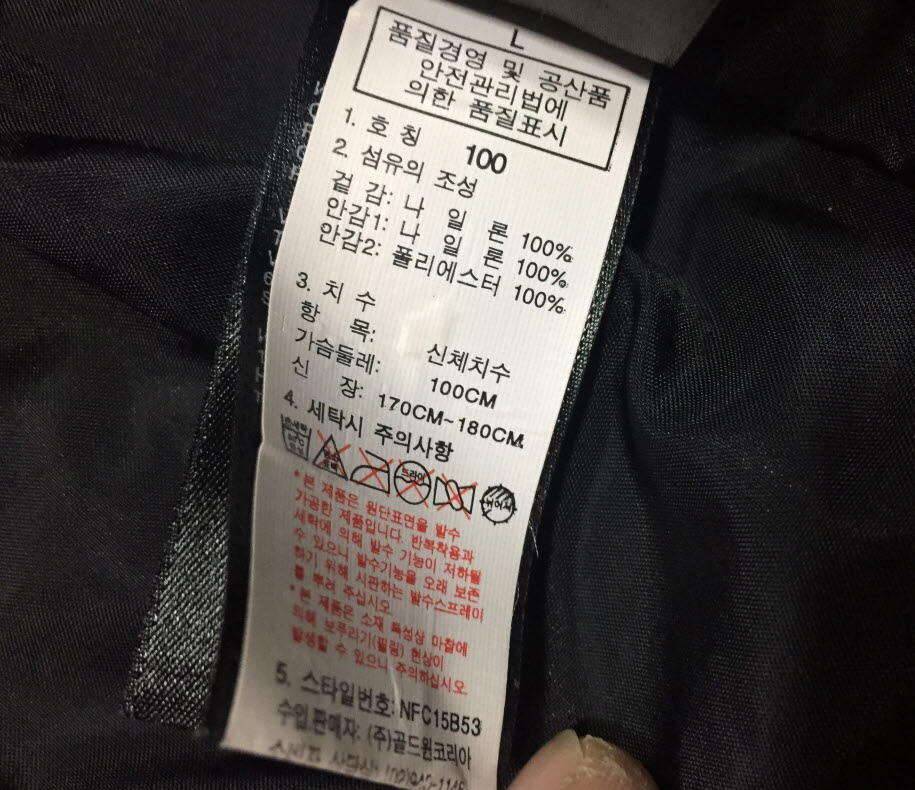 L
품질경영 및 공산품
안전관리법에
의한 품질표시
1. 호 칭 100
2. 섬유의 조성
겉 감: 나 일 론 100%
안감1: 나 일 론 100%
안감2: 폴리에스터 100%
3. 치 수
항 목: 신체치수
가슴둘레: 100CM
신 장: 170CM~180CM
4. 세탁시 주의사항
드라이
* 본 제품은 원단표면을 발수
가공한 제품입니다. 반복착용과
세탁에 의해 발수 기능이 저하될
수 있으니 발수기능을 오래 보존
하기 위해 시판하는 발수스프레이
를 뿌려 주십시오
* 본 제품은 소재 특성상 마찰에
의해 보푸라기(필링) 현상이
발생할 수 있으니 주의하십시오
5. 스타일번호: NFC15B53
수입,판매자: (주)골드윈코리아